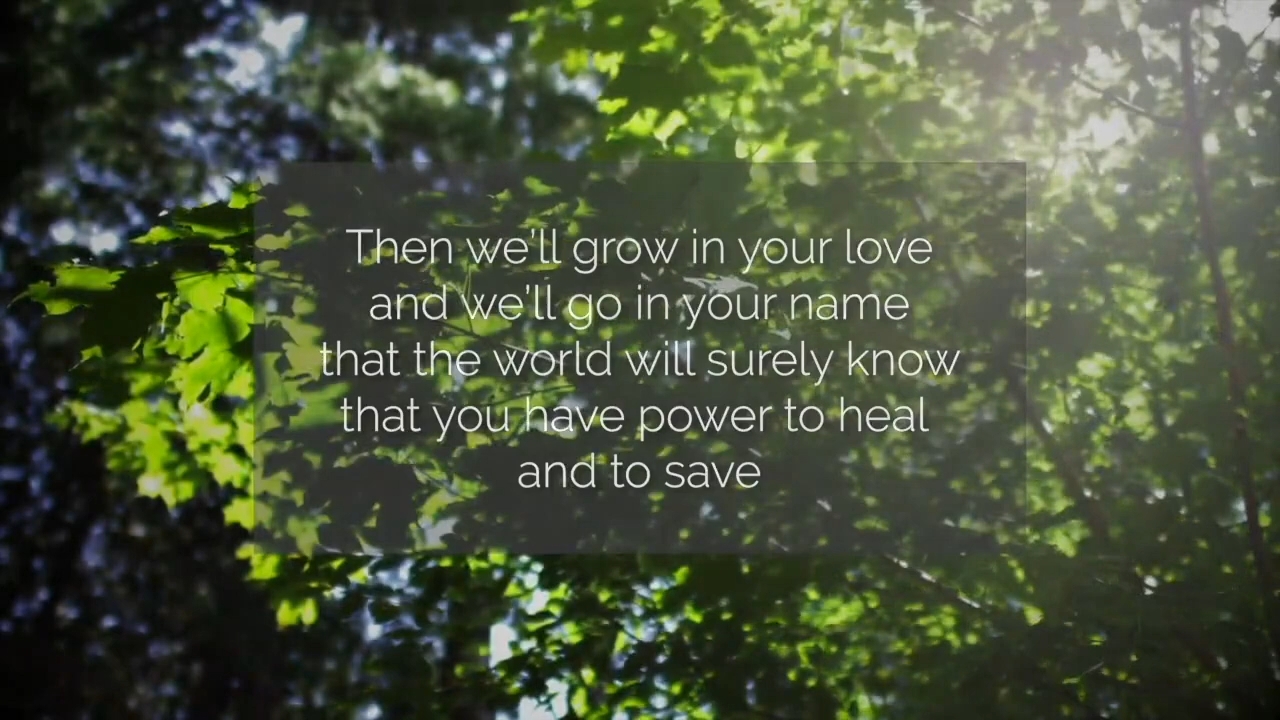 Then we'll grow in your love
and we'll go in your name
that the world will surely know
that you have power to heal
and to save